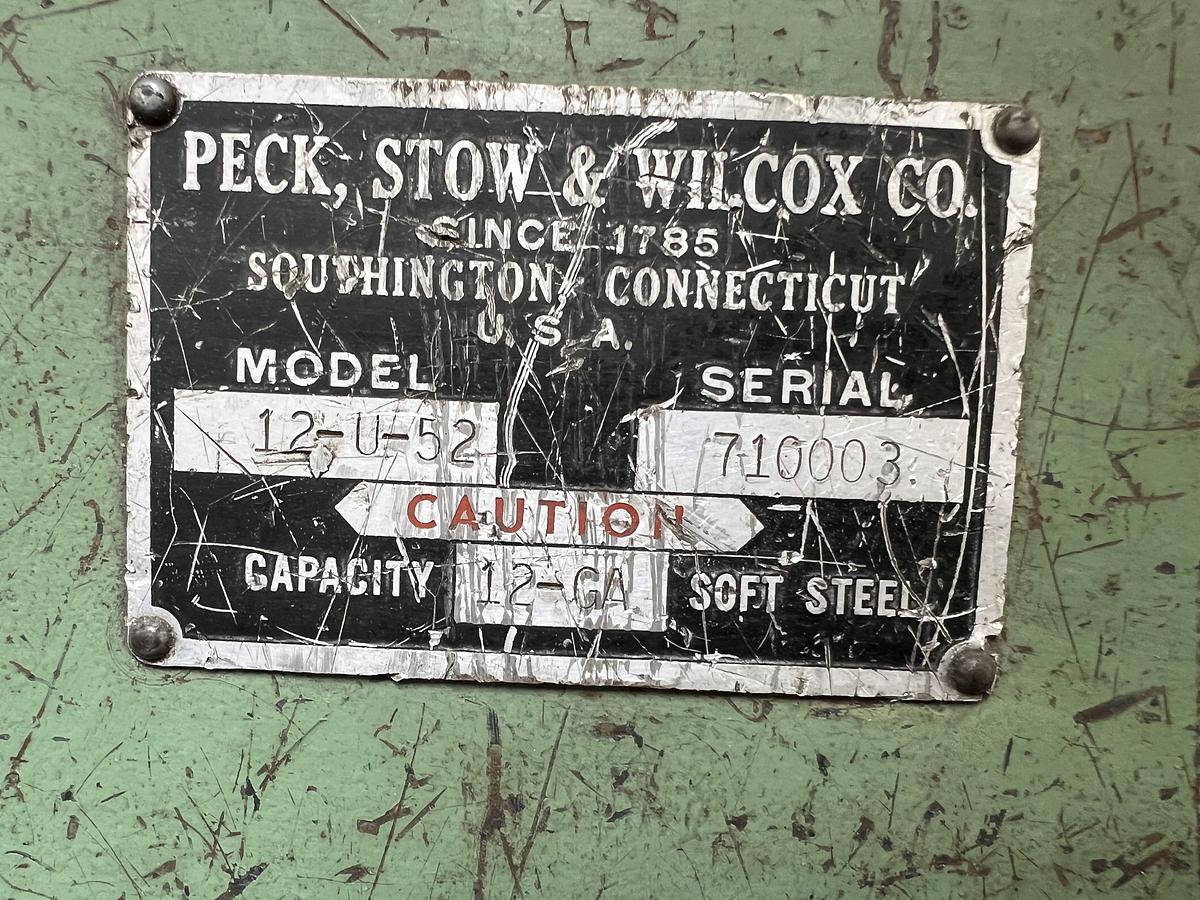 PECK, STOW & WILCOX CO.
SINCE 1785
SOUTHINGTON, CONNECTICUT
U. S. A.
MODEL SERIAL
12-U-52 710003
CAUTION
CAPACITY 12-GA SOFT STEEL